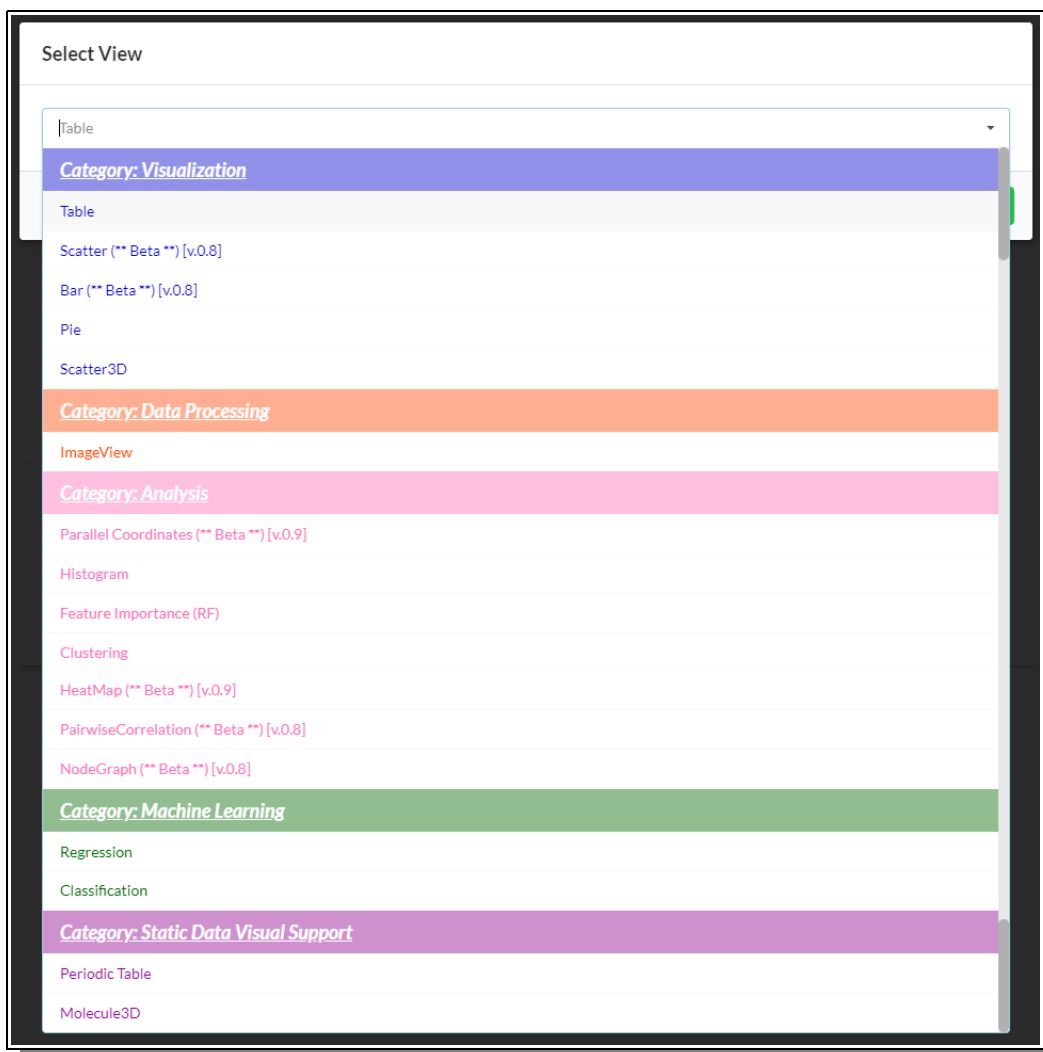 Select View
Table
Category: Visualization
Table
Scatter (** Beta **) [v.0.8]
Bar (** Beta **) [v.0.8]
Pie
Scatter3D
Category: Data Processing
ImageView
Category: Analysis
Parallel Coordinates (** Beta **) [v.0.9]
Histogram
Feature Importance (RF)
Clustering
HeatMap (** Beta **) [v.0.9]
PairwiseCorrelation (** Beta **) [v.0.8]
NodeGraph (** Beta **) [v.0.8]
Category: Machine Learning
Regression
Classification
Category: Static Data Visual Support
Periodic Table
Molecule3D